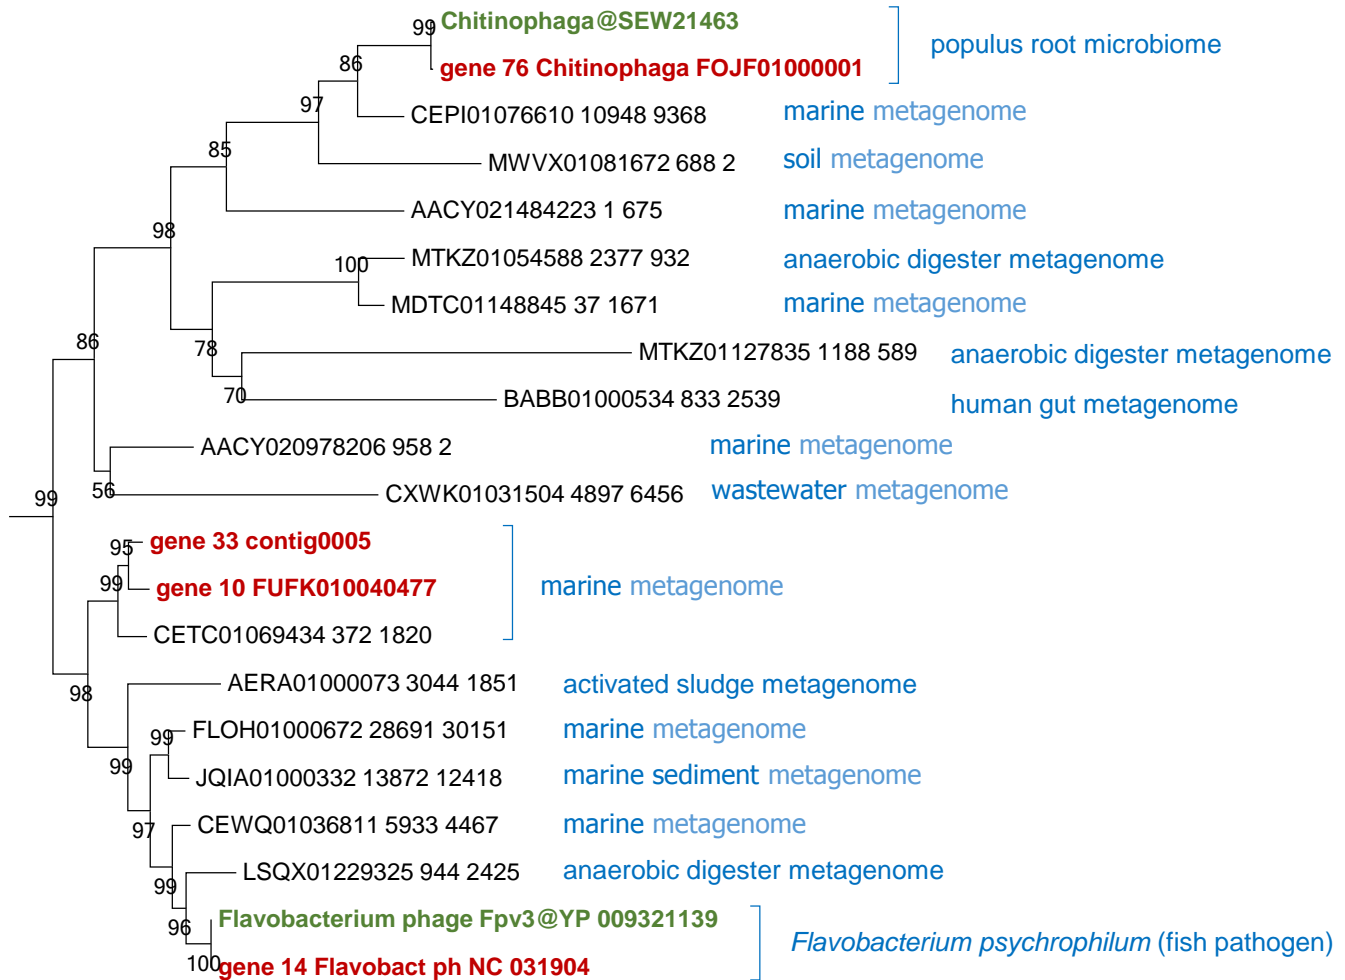 99 Chitinophaga@SEW21463
populus root microbiome
86 gene 76 Chitinophaga FOJF01000001
97 CEPI01076610 10948 9368 marine metagenome
85 MWVX01081672 688 2 soil metagenome
AACY021484223 1 675 marine metagenome
98
100 MTKZ01054588 2377 932 anaerobic digester metagenome
MDTC01148845 37 1671 marine metagenome
86 78 MTKZ01127835 1188 589 anaerobic digester metagenome
70 BABB01000534 833 2539 human gut metagenome
AACY020978206 958 2 marine metagenome
99 56 CXWK01031504 4897 6456 wastewater metagenome
95 gene 33 contig0005
99 gene 10 FUFK010040477 marine metagenome
CETC01069434 372 1820
98 AERA01000073 3044 1851 activated sludge metagenome
99 FLOH01000672 28691 30151 marine metagenome
99 JQIA01000332 13872 12418 marine sediment metagenome
97 CEWQ01036811 5933 4467 marine metagenome
99 LSQX01229325 944 2425 anaerobic digester metagenome
96 Flavobacterium phage Fpv3@YP 009321139
Flavobacterium psychrophilum (fish pathogen)
100 gene 14 Flavobact ph NC 031904